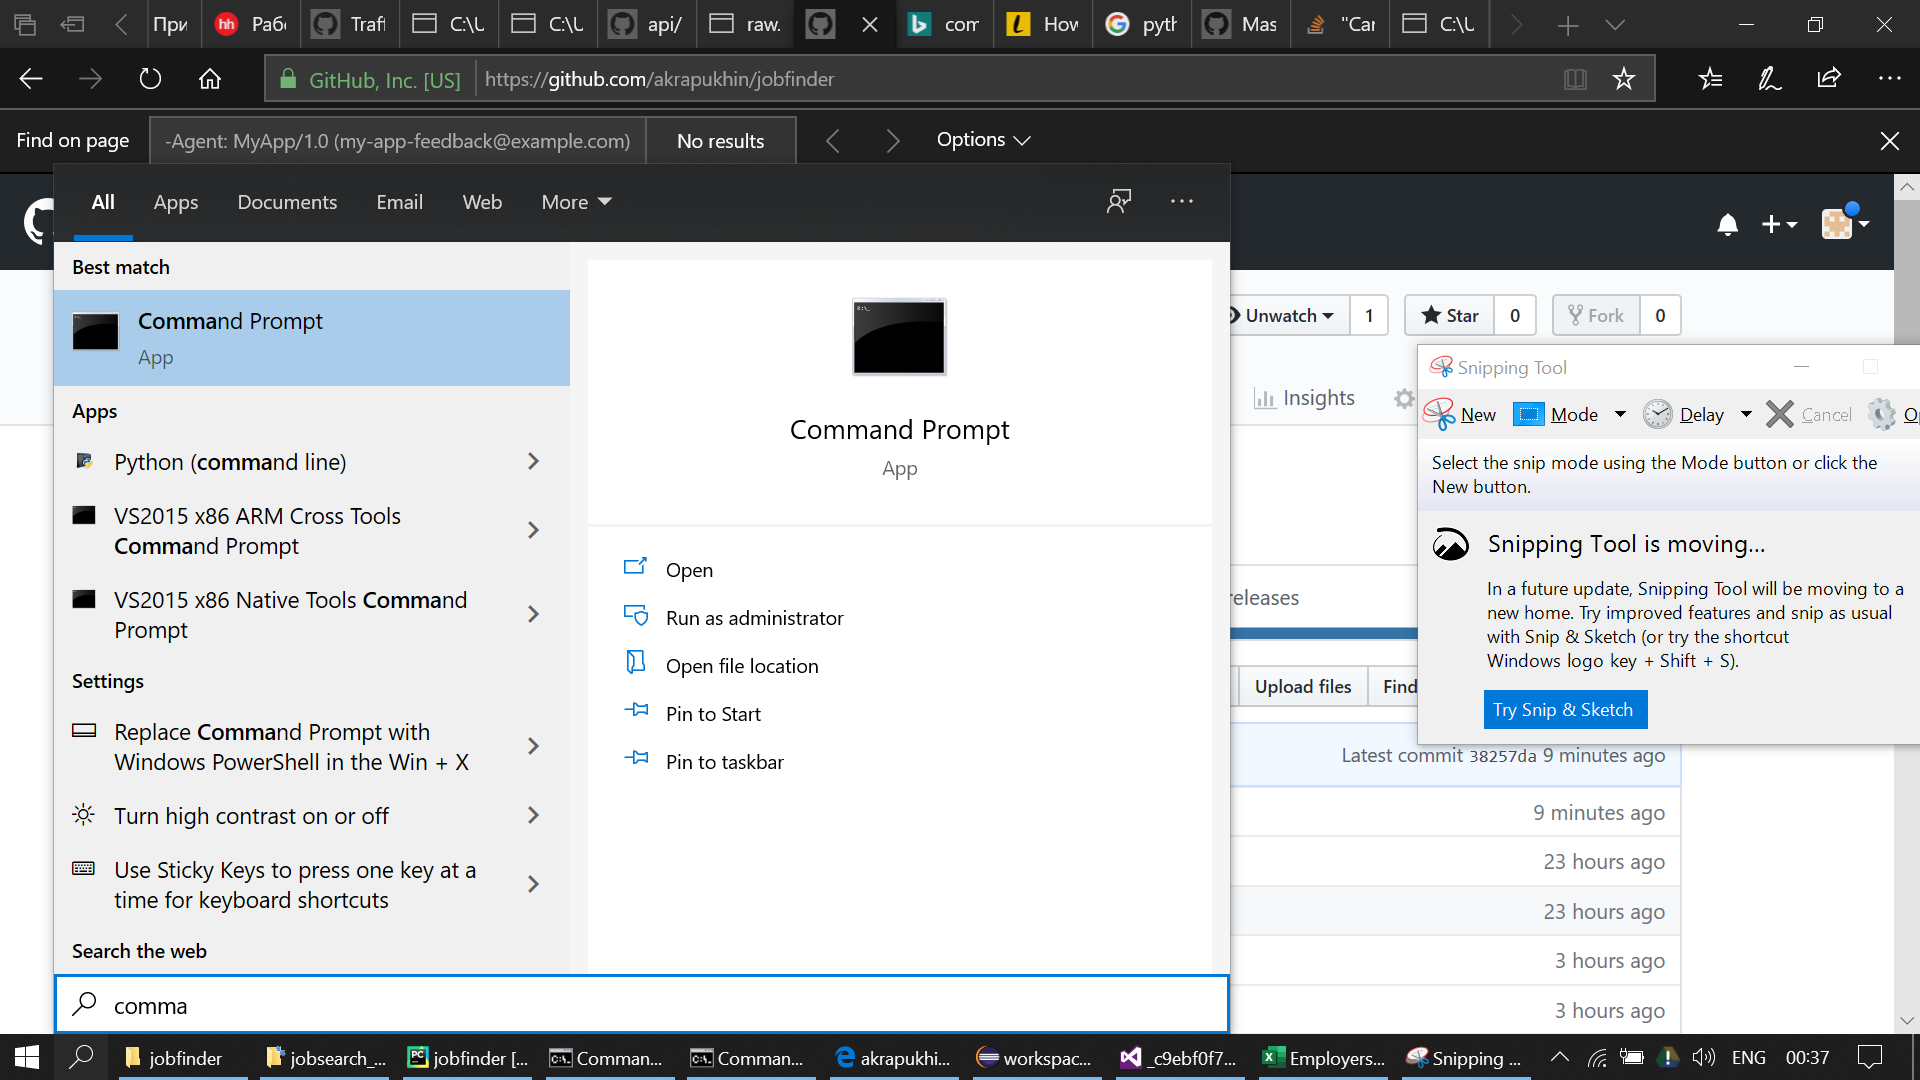 При
hh Рабо
Traffi
C:\U
C:\U
api/
raw.
com
How
pyth
Mas
"Car
C:\U
GitHub, Inc. [US]
https://github.com/akrapukhin/jobfinder
Find on page
-Agent: MyApp/1.0 (my-app-feedback@example.com)
No results
Options
All
Apps
Documents
Email
Web
More
Best match
Command Prompt
App
Apps
Python (command line)
VS2015 x86 ARM Cross Tools
Command Prompt
VS2015 x86 Native Tools Command
Prompt
Settings
Replace Command Prompt with
Windows PowerShell in the Win + X
Turn high contrast on or off
Use Sticky Keys to press one key at a
time for keyboard shortcuts
Search the web
comma
Command Prompt
App
Open
Run as administrator
Open file location
Pin to Start
Pin to taskbar
Unwatch 1
Star 0
Fork 0
Insights
releases
Upload files
Find
Latest commit 38257da 9 minutes ago
9 minutes ago
23 hours ago
23 hours ago
3 hours ago
3 hours ago
Snipping Tool
New
Mode
Delay
Cancel
Op
Select the snip mode using the Mode button or click the
New button.
Snipping Tool is moving...
In a future update, Snipping Tool will be moving to a
new home. Try improved features and snip as usual
with Snip & Sketch (or try the shortcut
Windows logo key + Shift + S).
Try Snip & Sketch
jobfinder
jobsearch_...
jobfinder [...
Comman...
Comman...
akrapukhi...
workspac...
_c9ebf0f7...
Employers...
Snipping ...
ENG
00:37